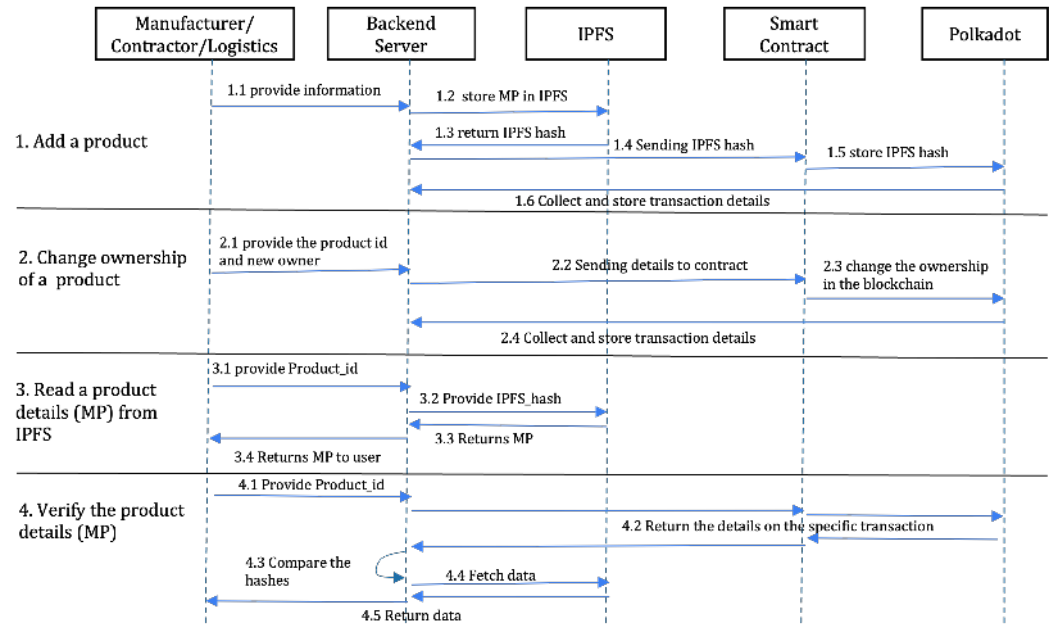 Manufacturer/
Contractor/Logistics
Backend
Server
IPFS
Smart
Contract
Polkadot
1. Add a product
1.1 provide information
1.2 store MP in IPFS
1.3 return IPFS hash
1.4 Sending IPFS hash
1.5 store IPFS hash
1.6 Collect and store transaction details
2. Change ownership
of a product
2.1 provide the product id
and new owner
2.2 Sending details to contract
2.3 change the ownership
in the blockchain
2.4 Collect and store transaction details
3. Read a product
details (MP) from
IPFS
3.1 provide Product_id
3.2 Provide IPFS_hash
3.3 Returns MP
3.4 Returns MP to user
4. Verify the product
details (MP)
4.1 Provide Product_id
4.2 Return the details on the specific transaction
4.3 Compare the
hashes
4.4 Fetch data
4.5 Return data